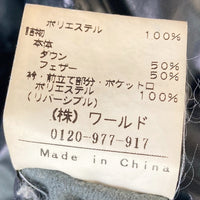 ポリエステル 100%
詰物
本体
ダウン 50%
フェザー 50%
衿・前立て部分・ポケット口
ポリエステル 100%
(リバーシブル)
(株) ワールド
0120-977-917
Made in China